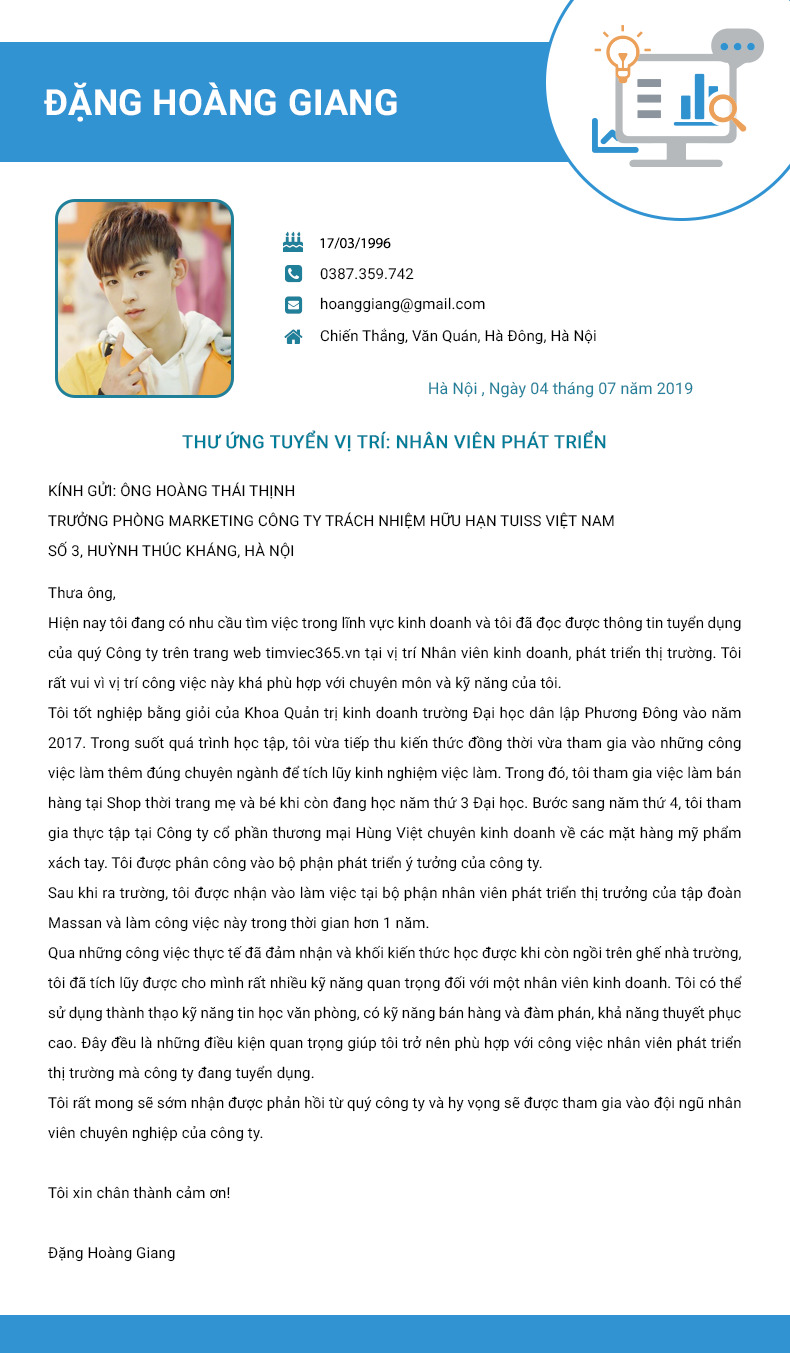 ĐẶNG HOÀNG GIANG
17/03/1996
0387.359.742
hoanggiang@gmail.com
Chiến Thắng, Văn Quán, Hà Đông, Hà Nội
Hà Nội , Ngày 04 tháng 07 năm 2019
THƯ ỨNG TUYỂN VỊ TRÍ: NHÂN VIÊN PHÁT TRIỂN
KÍNH GỬI: ÔNG HOÀNG THÁI THỊNH
TRƯỞNG PHÒNG MARKETING CÔNG TY TRÁCH NHIỆM HỮU HẠN TUISS VIỆT NAM
SỐ 3, HUỲNH THÚC KHÁNG, HÀ NỘI
Thưa ông,
Hiện nay tôi đang có nhu cầu tìm việc trong lĩnh vực kinh doanh và tôi đã đọc được thông tin tuyển dụng
của quý Công ty trên trang web timviec365.vn tại vị trí Nhân viên kinh doanh, phát triển thị trường. Tôi
rất vui vì vị trí công việc này khá phù hợp với chuyên môn và kỹ năng của tôi.
Tôi tốt nghiệp bằng giỏi của Khoa Quản trị kinh doanh trường Đại học dân lập Phương Đông vào năm
2017. Trong suốt quá trình học tập, tôi vừa tiếp thu kiến thức đồng thời vừa tham gia vào những công
việc làm thêm đúng chuyên ngành để tích lũy kinh nghiệm việc làm. Trong đó, tôi tham gia việc làm bán
hàng tại Shop thời trang mẹ và bé khi còn đang học năm thứ 3 Đại học. Bước sang năm thứ 4, tôi tham
gia thực tập tại Công ty cổ phần thương mại Hùng Việt chuyên kinh doanh về các mặt hàng mỹ phẩm
xách tay. Tôi được phân công vào bộ phận phát triển ý tưởng của công ty.
Sau khi ra trường, tôi được nhận vào làm việc tại bộ phận nhân viên phát triển thị trưởng của tập đoàn
Massan và làm công việc này trong thời gian hơn 1 năm.
Qua những công việc thực tế đã đảm nhận và khối kiến thức học được khi còn ngồi trên ghế nhà trường,
tôi đã tích lũy được cho mình rất nhiều kỹ năng quan trọng đối với một nhân viên kinh doanh. Tôi có thể
sử dụng thành thạo kỹ năng tin học văn phòng, có kỹ năng bán hàng và đàm phán, khả năng thuyết phục
cao. Đây đều là những điều kiện quan trọng giúp tôi trở nên phù hợp với công việc nhân viên phát triển
thị trường mà công ty đang tuyển dụng.
Tôi rất mong sẽ sớm nhận được phản hồi từ quý công ty và hy vọng sẽ được tham gia vào đội ngũ nhân
viên chuyên nghiệp của công ty.
Tôi xin chân thành cảm ơn!
Đặng Hoàng Giang